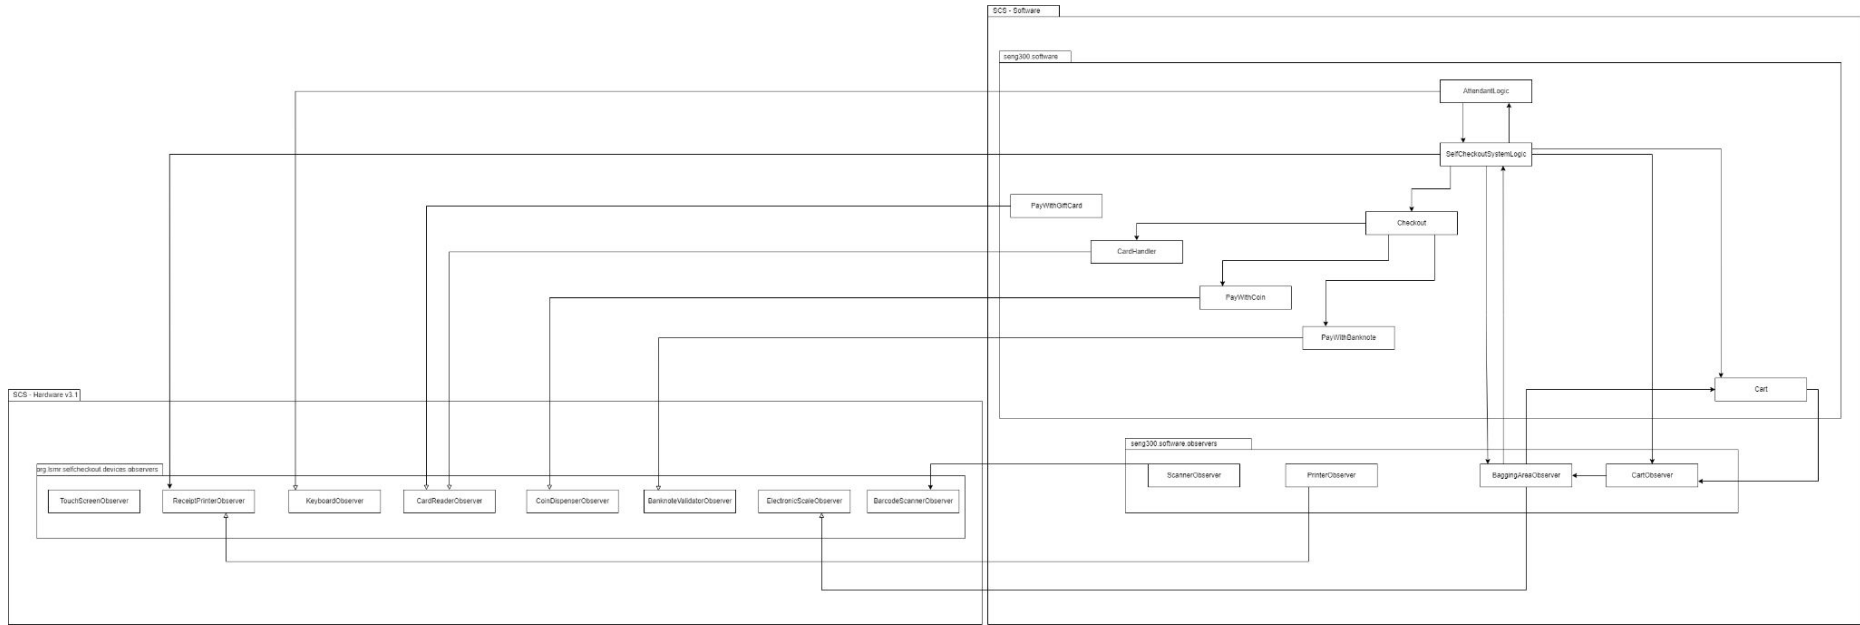 SCS - Software
seng300.software
AttendantLogic
SelfCheckoutSystemLogic
PayWithGiftCard
Checkout
CardHandler
PayWithCoin
PayWithBanknote
Cart
SCS - Hardware v3.1
seng300.software.observers
org.lsmr.selfcheckout.devices.observers
ScannerObserver
PrinterObserver
BaggingAreaObserver
CartObserver
TouchScreenObserver
ReceiptPrinterObserver
KeyboardObserver
CardReaderObserver
CoinDispenserObserver
BanknoteValidatorObserver
ElectronicScaleObserver
BarcodeScannerObserver